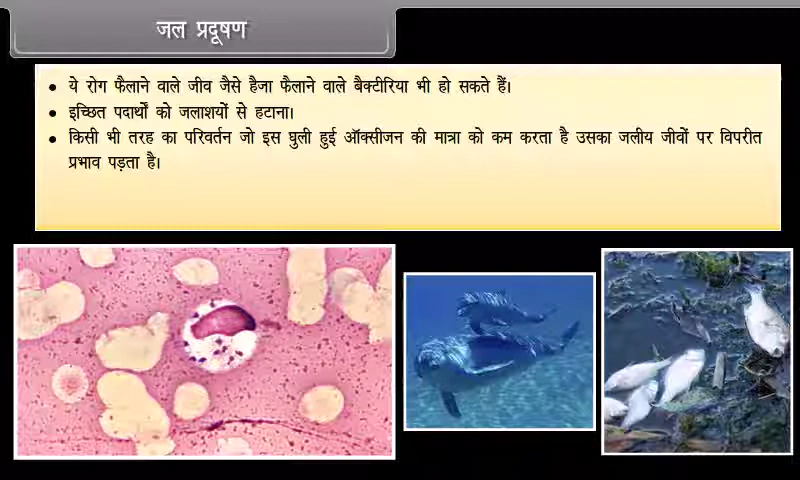 जल प्रदूषण
• ये रोग फैलाने वाले जीव जैसे हैजा फैलाने वाले बैक्टीरिया भी हो सकते हैं।
• इच्छित पदार्थों को जलाशयों से हटाना।
• किसी भी तरह का परिवर्तन जो इस घुली हुई ऑक्सीजन की मात्रा को कम करता है उसका जलीय जीवों पर विपरीत
प्रभाव पड़ता है।